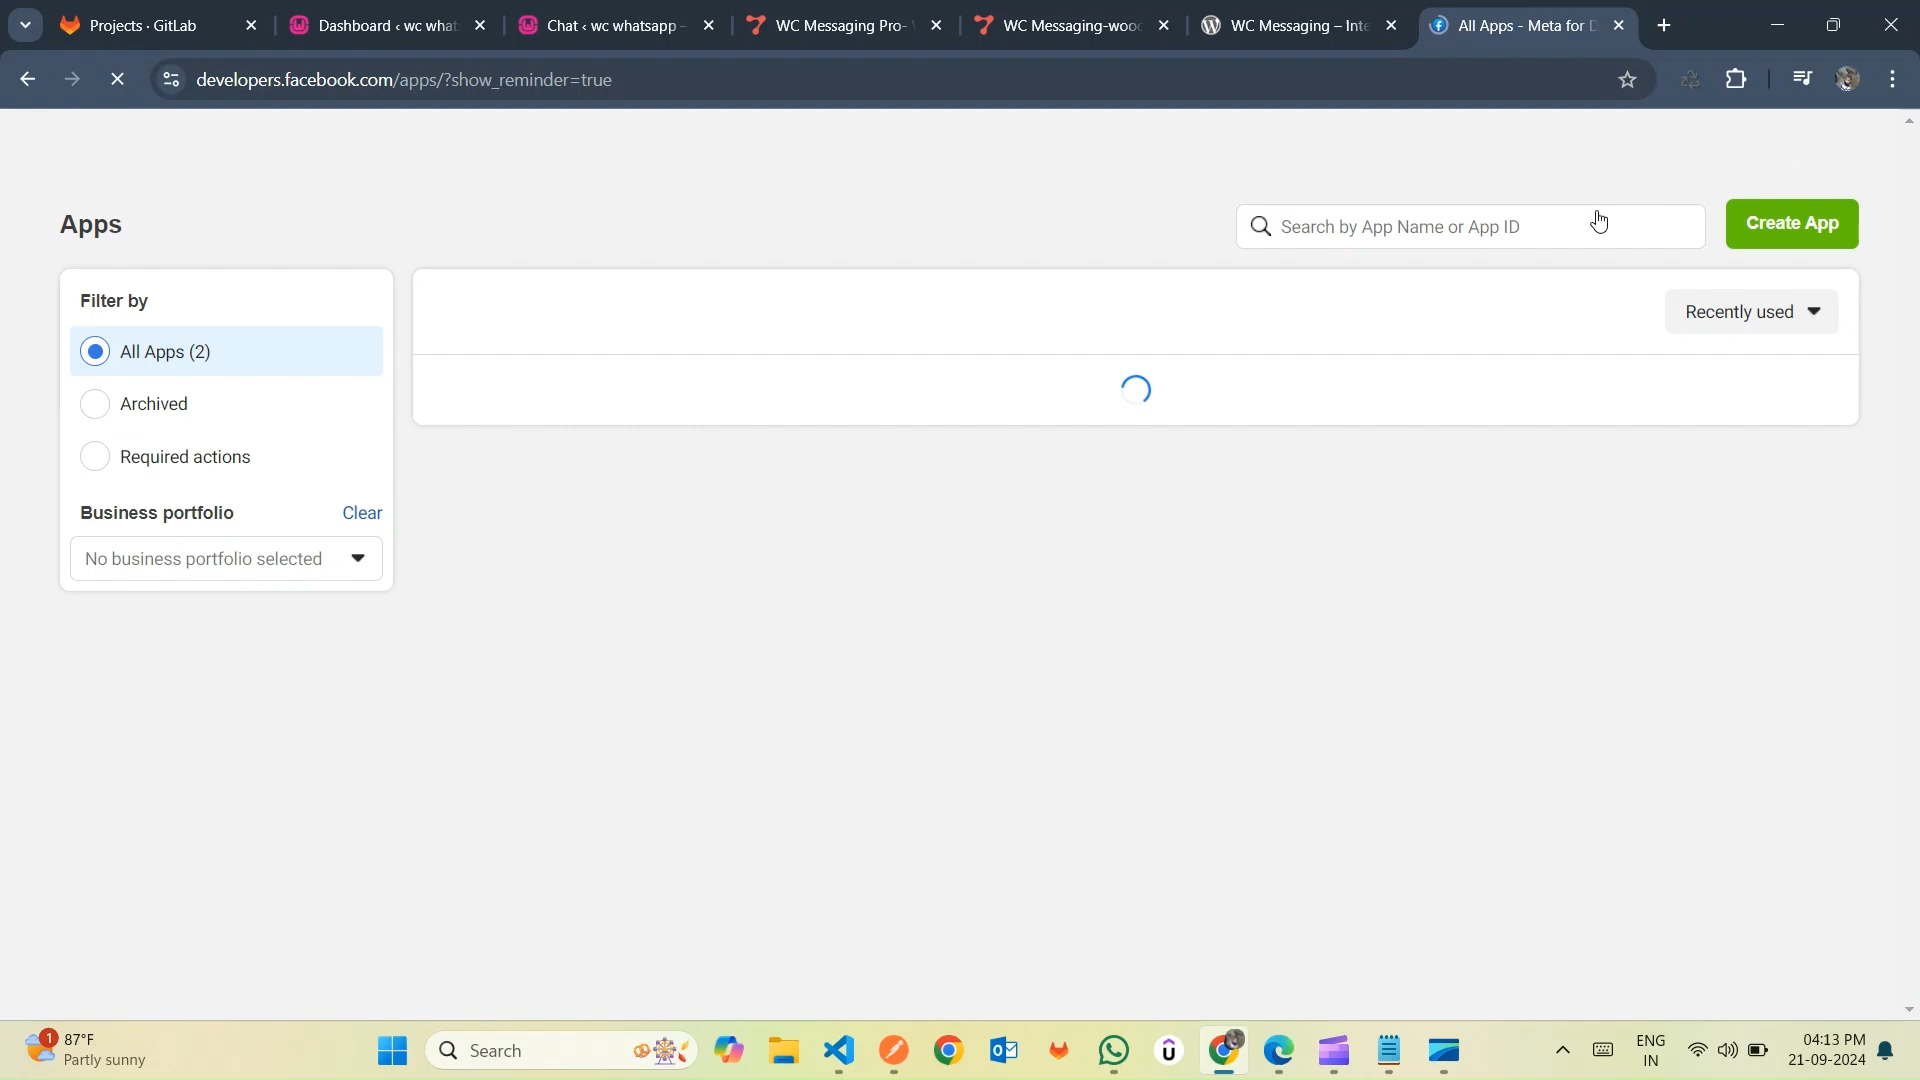 Projects · GitLab
Dashboard ‹ wc what
Chat ‹ wc whatsapp –
WC Messaging Pro-
WC Messaging-wooc
WC Messaging – Inte
All Apps - Meta for D
developers.facebook.com/apps/?show_reminder=true
Apps
Search by App Name or App ID
Create App
Filter by
Recently used
All Apps (2)
Archived
Required actions
Business portfolio
Clear
No business portfolio selected
1
87°F
Partly sunny
Search
ENG
IN
04:13 PM
21-09-2024